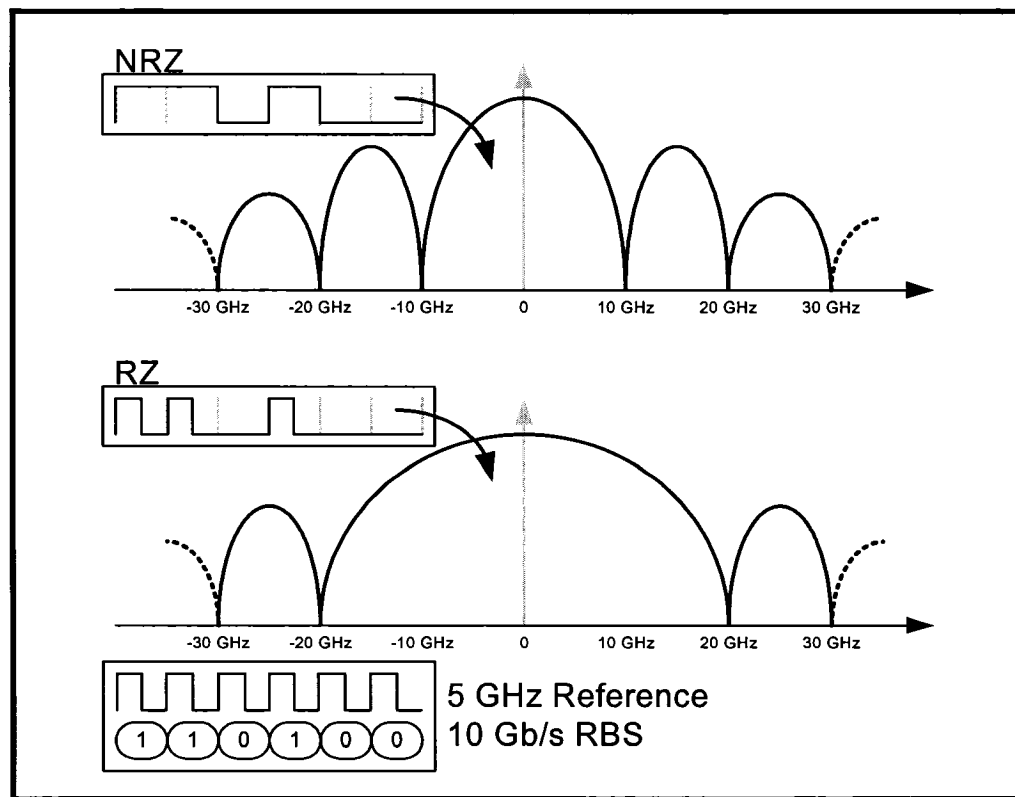 NRZ
-30 GHz -20 GHz -10 GHz 0 10 GHz 20 GHz 30 GHz
RZ
-30 GHz -20 GHz -10 GHz 0 10 GHz 20 GHz 30 GHz
5 GHz Reference
1 1 0 1 0 0 10 Gb/s RBS